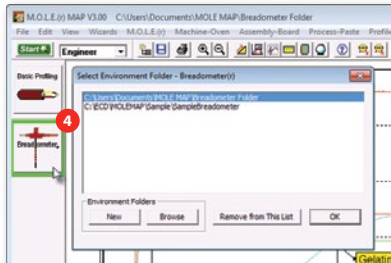 M.O.L.E.(r) MAP V3.00 C:\Users\Documents\MOLE MAP\Breadometer Folder
File Edit View Wizards M.O.L.E.(r) Machine-Oven Assembly-Board Process-Paste Profile
Start Engineer
Basic Profiling
Select Environment Folder - Breadometer(r)
4
C:\Users\Documents\MOLE MAP\Breadometer Folder
C:\ECD\MOLEMAP\Sample\SampleBreadometer
Breadometer,
Environment Folders
New Browse Remove from This List OK
Gelatin